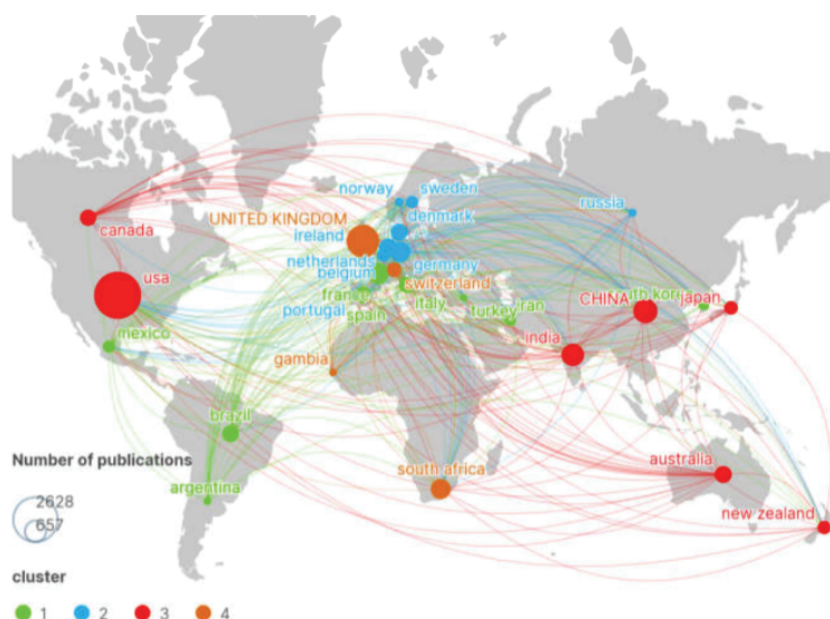 norway
sweden
russia
UNITED KINGDOM
denmark
canada
ireland
netherlands
germany
belgium
switzerland
usa
france
CHINA
south korea
japan
portugal
spain
italy
turkey
iran
mexico
india
gambia
brazil
Number of publications
south africa
australia
argentina
2628
657
new zealand
cluster
1
2
3
4